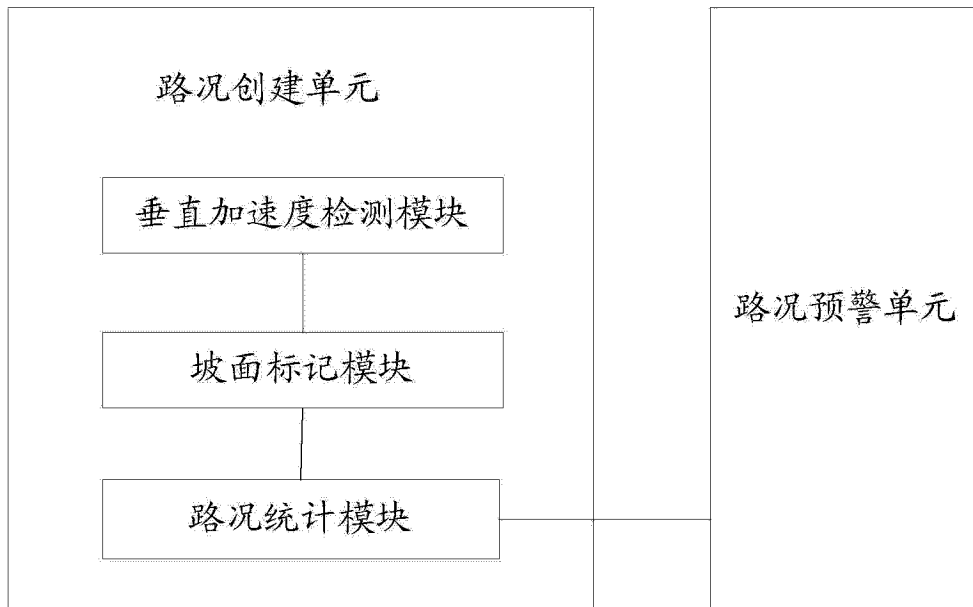 路况创建单元
垂直加速度检测模块
坡面标记模块
路况统计模块
路况预警单元